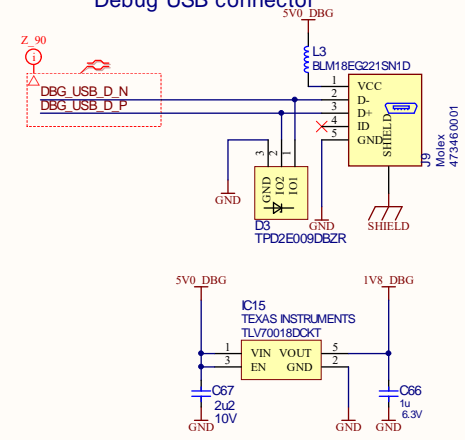 Debug USB connector
5V0_DBG
Z_90
i
L3
BLM18EG221SN1D
DBG_USB_D_N
DBG_USB_D_P
1 VCC
2 D-
3 D+
4 ID
5 GND
SHIELD
J9
Molex
473460001
3 2 1
GND IO2 IO1
GND
GND
SHIELD
D3
TPD2E009DBZR
5V0_DBG
1V8_DBG
IC15
TEXAS INSTRUMENTS
TLV70018DCKT
1 VIN VOUT 5
3 EN GND 2
C67
2u2
10V
C66
1u
6.3V
GND
GND
GND